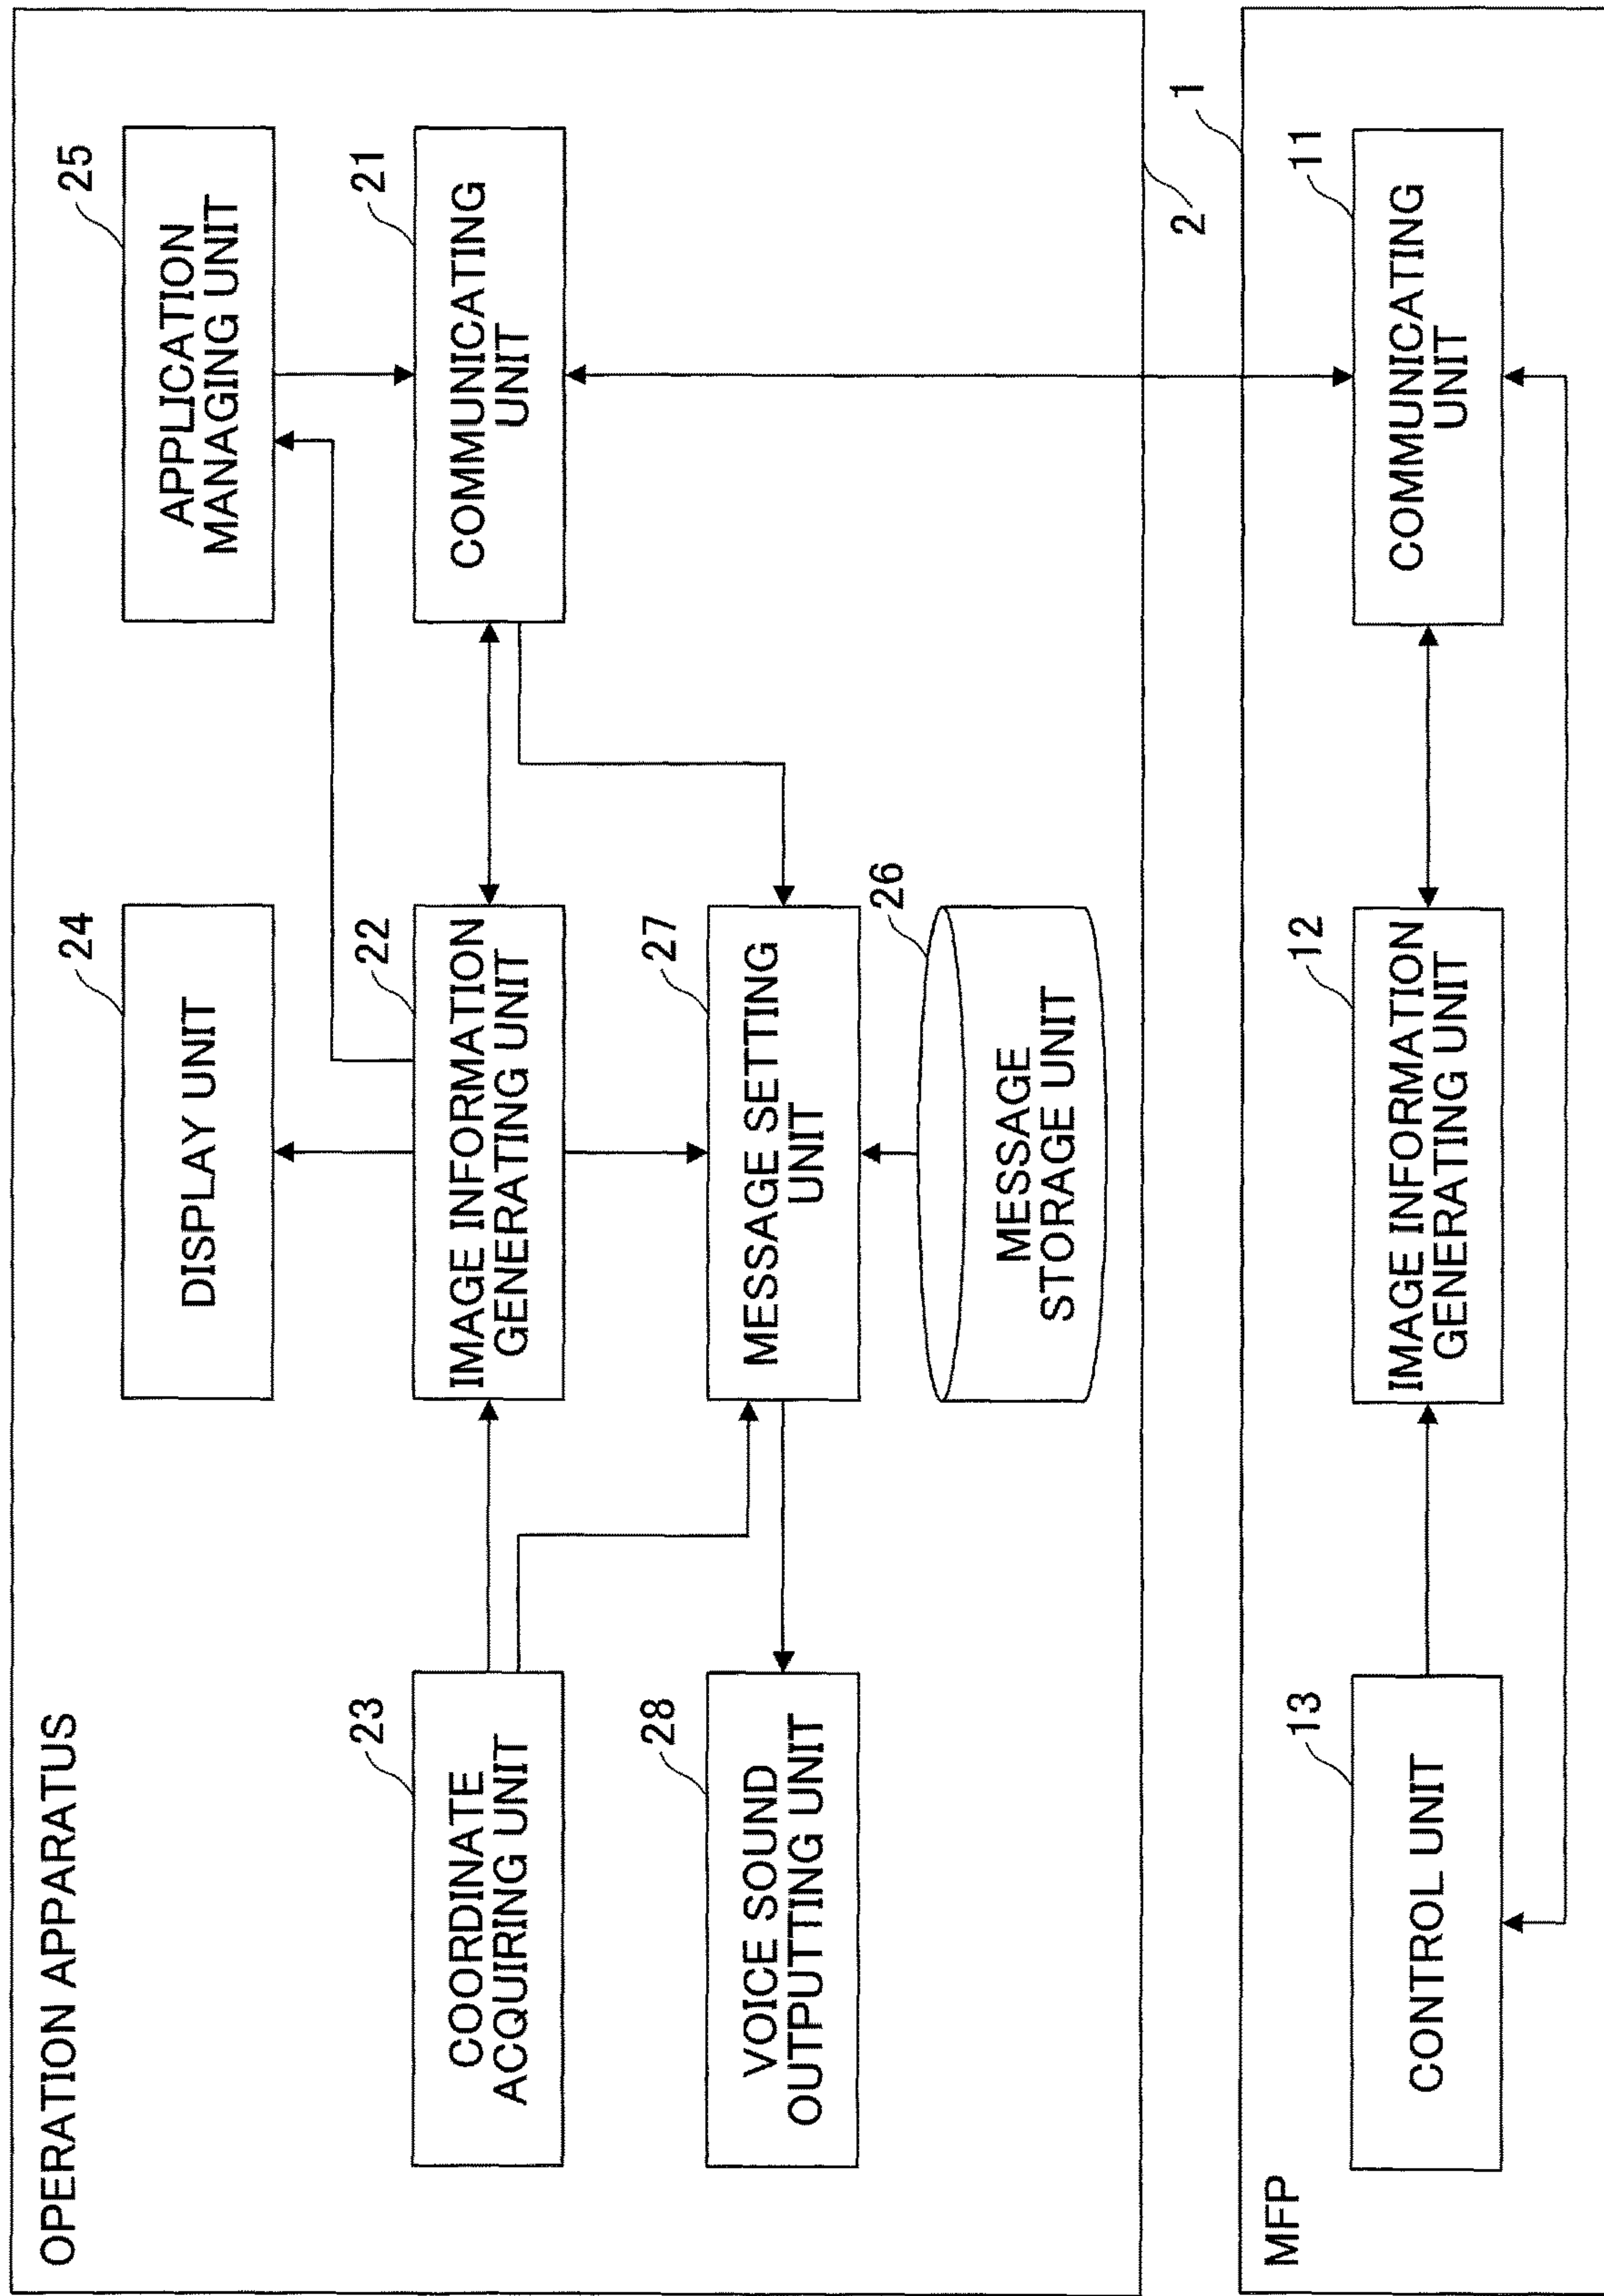 OPERATION APPARATUS
24
DISPLAY UNIT
25
APPLICATION
MANAGING UNIT
23
COORDINATE
ACQUIRING UNIT
22
IMAGE INFORMATION
GENERATING UNIT
21
COMMUNICATING
UNIT
28
VOICE SOUND
OUTPUTTING UNIT
27
MESSAGE SETTING
UNIT
26
MESSAGE
STORAGE UNIT
2
1
MFP
13
CONTROL UNIT
12
IMAGE INFORMATION
GENERATING UNIT
11
COMMUNICATING
UNIT